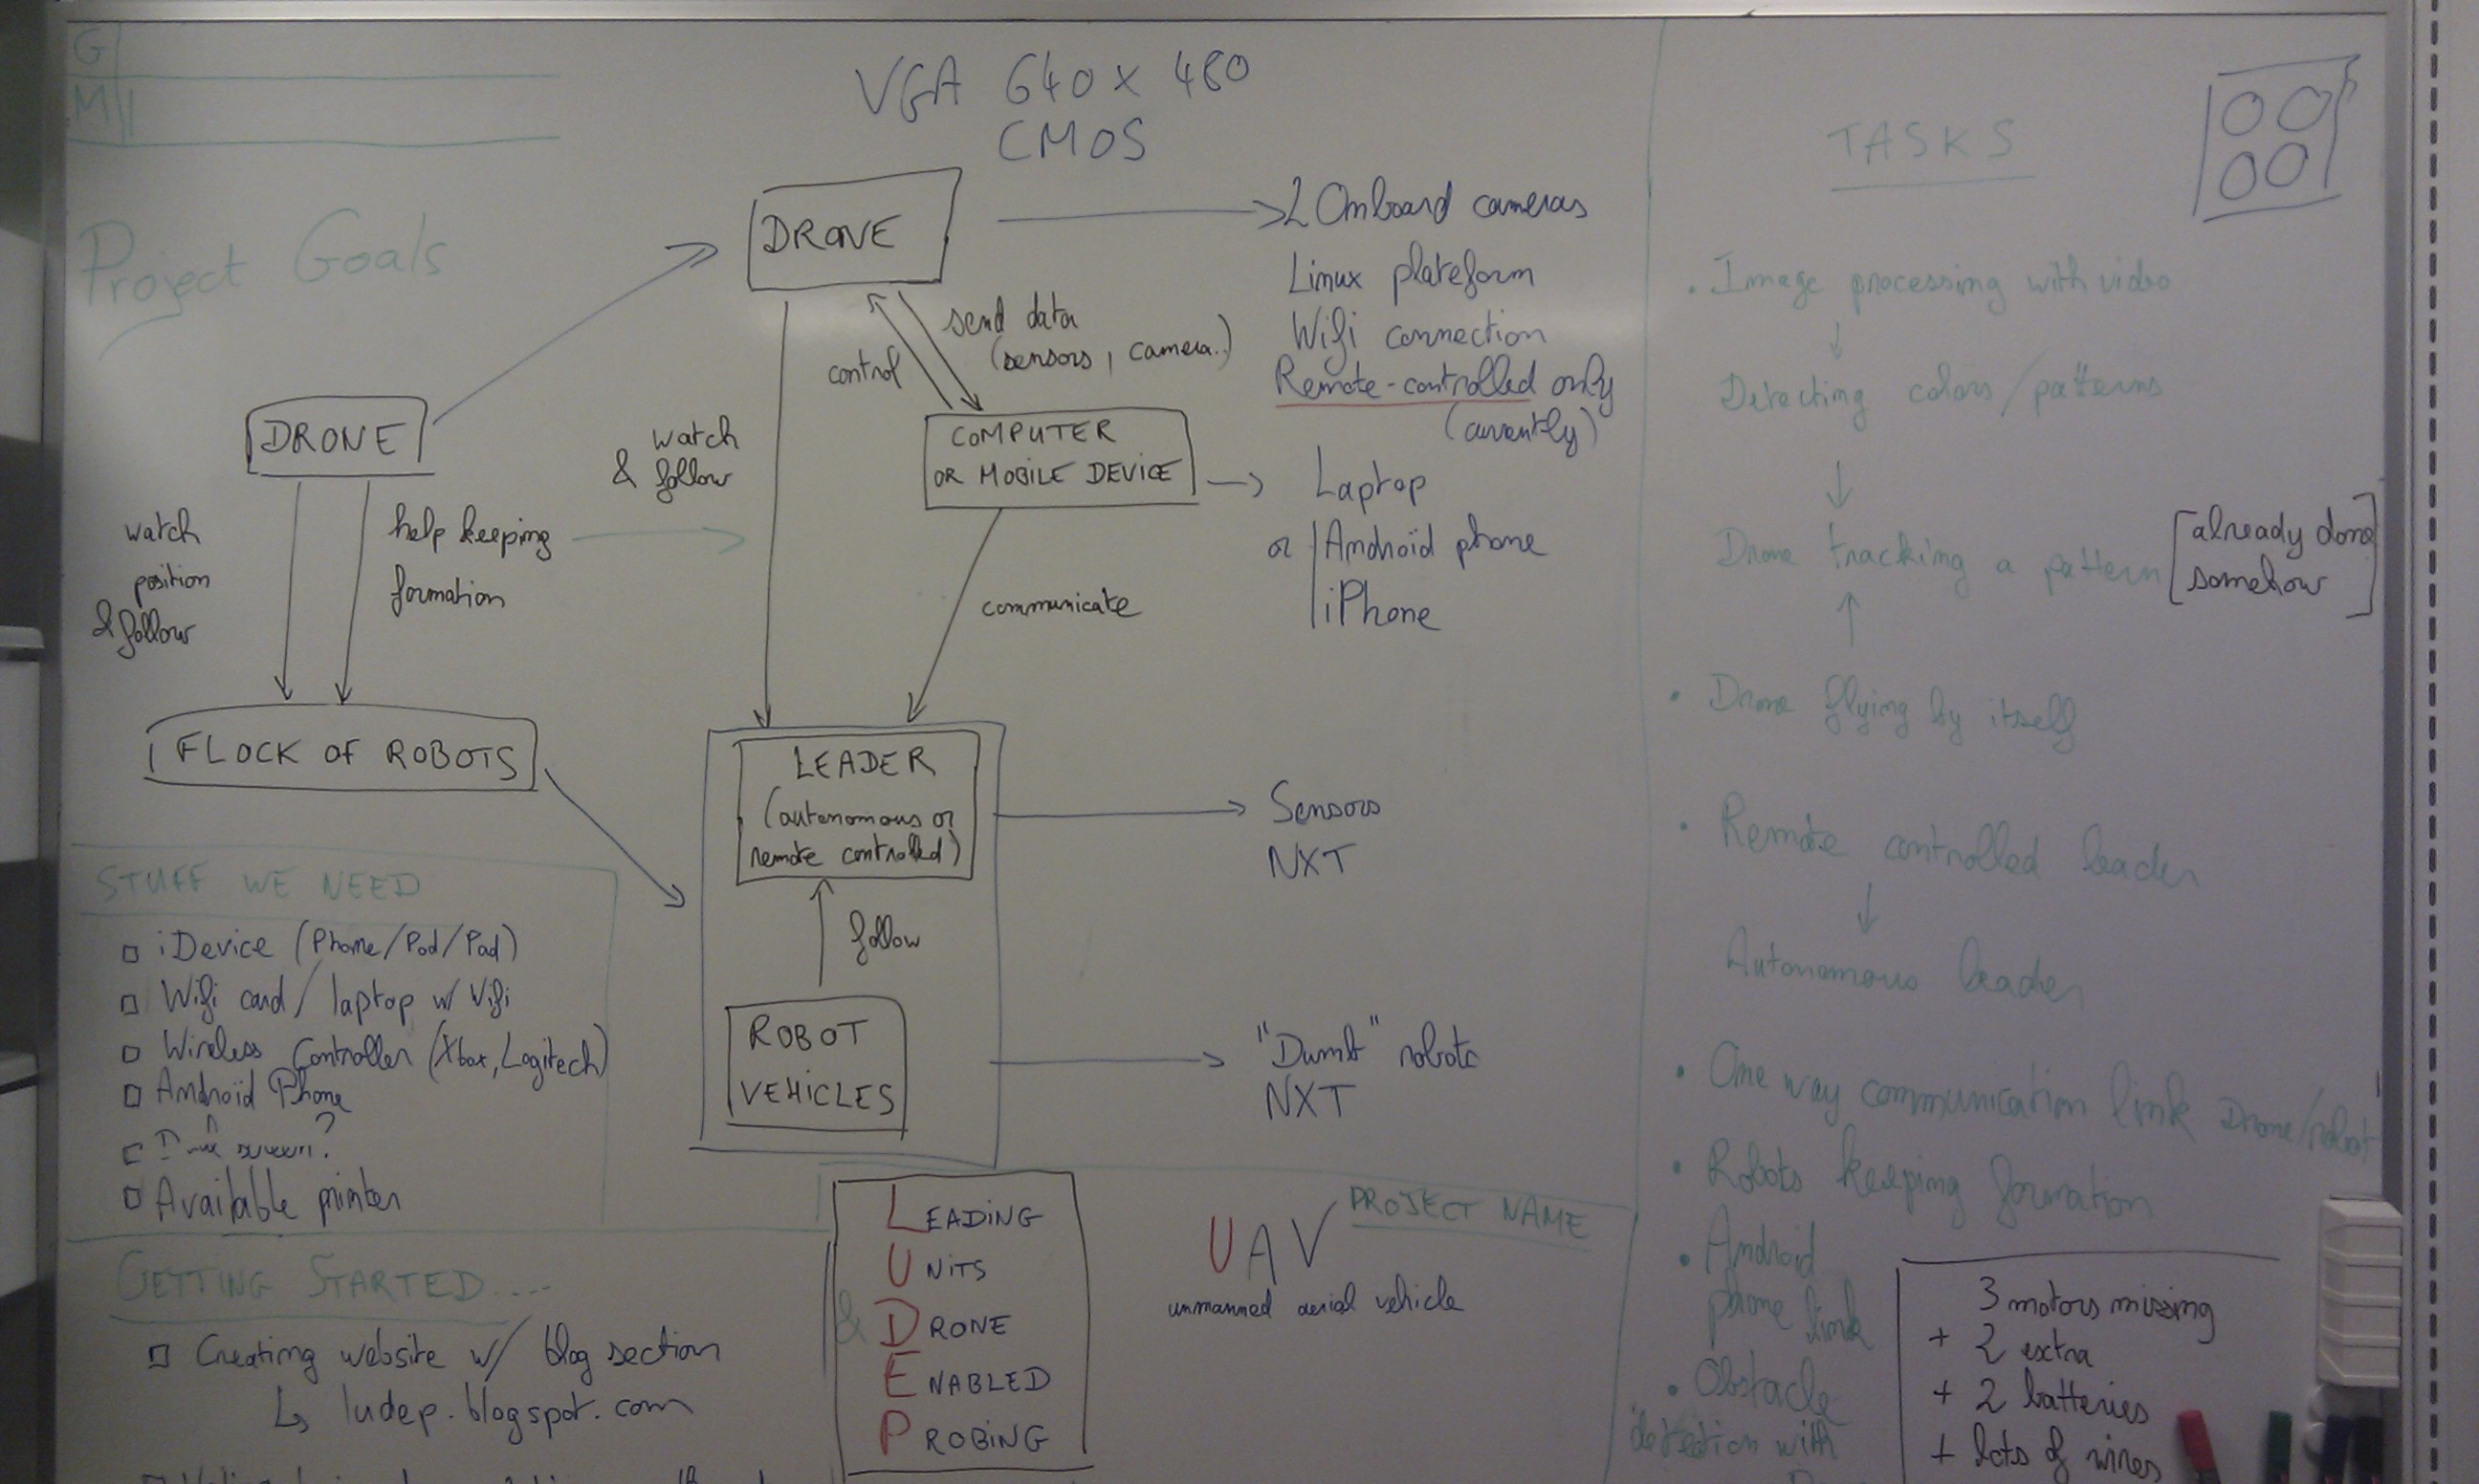 G
M
VGA 640 x 480
CMOS
Project Goals
DRONE
watch
position
& follow
help keeping
formation
FLOCK OF ROBOTS
DRONE
control
send data
(sensors, camera..)
watch
& follow
COMPUTER
OR MOBILE DEVICE
communicate
LEADER
(autonomous or
remote controlled)
follow
ROBOT
VEHICLES
2 Onboard cameras
Linux plateform
Wifi connection
Remote-controlled only
(currently)
Laptop
or Androïd phone
iPhone
Sensors
NXT
"Dumb" robots
NXT
STUFF WE NEED
iDevice (Phone/Pod/Pad)
Wifi card / laptop w/ Wifi
Wireless Controller (Xbox, Logitech)
Androïd Phone
screen?
Available printer
GETTING STARTED....
Creating website w/ blog section
ludep.blogspot.com
LEADING
UNITS
& DRONE
ENABLED
PROBING
PROJECT NAME
UAV
unmanned aerial vehicle
TASKS
. Image processing with video
Detecting colors/patterns
Drone tracking a pattern [already done
somehow]
. Drone flying by itself
. Remote controlled leader
Autonomous leader
. One way communication link Drone/robot
. Robots keeping formation
. Android
phone link
. Obstacle
detection with
3 motors missing
+ 2 extra
+ 2 batteries
+ lots of wires